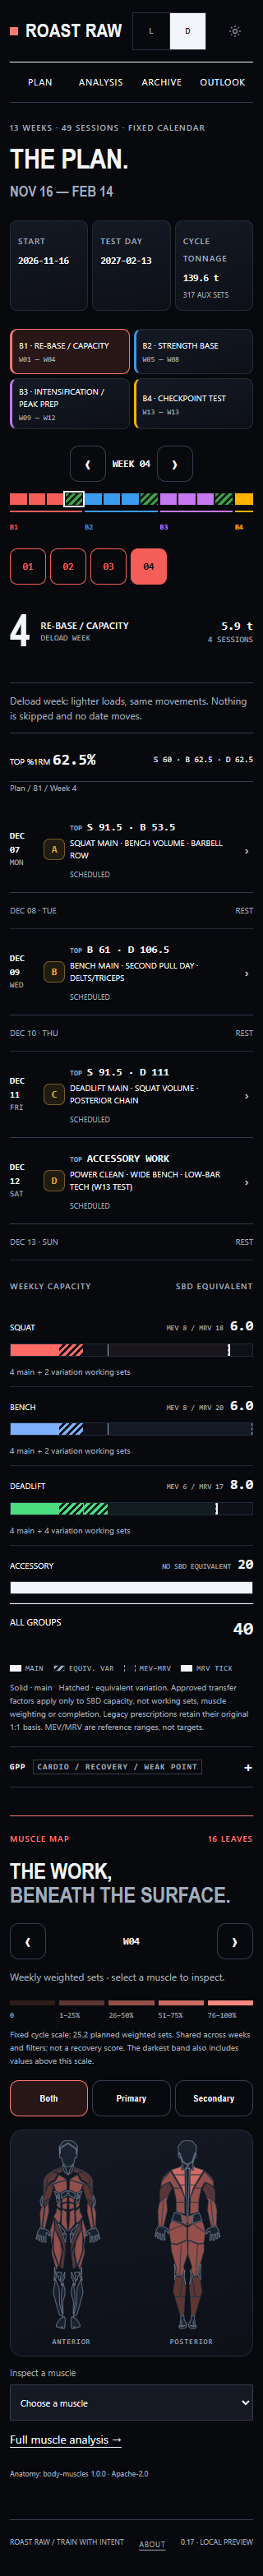 ROAST RAW
L
D
PLAN
ANALYSIS
ARCHIVE
OUTLOOK
13 WEEKS · 49 SESSIONS · FIXED CALENDAR
THE PLAN.
NOV 16 — FEB 14
START
2026-11-16
TEST DAY
2027-02-13
CYCLE
TONNAGE
139.6 t
317 AUX SETS
B1 · RE-BASE / CAPACITY
W01 — W04
B2 · STRENGTH BASE
W05 — W08
B3 · INTENSIFICATION /
PEAK PREP
W09 — W12
B4 · CHECKPOINT TEST
W13 — W13
‹
WEEK 04
›
B1
B2
B3
B4
01
02
03
04
4
RE-BASE / CAPACITY
DELOAD WEEK
5.9 t
4 SESSIONS
Deload week: lighter loads, same movements. Nothing
is skipped and no date moves.
TOP %1RM 62.5%
S 60 · B 62.5 · D 62.5
Plan / B1 / Week 4
DEC
07
MON
A
TOP S 91.5 · B 53.5
SQUAT MAIN · BENCH VOLUME · BARBELL
ROW
SCHEDULED
›
DEC 08 · TUE
REST
DEC
09
WED
B
TOP B 61 · D 106.5
BENCH MAIN · SECOND PULL DAY ·
DELTS/TRICEPS
SCHEDULED
›
DEC 10 · THU
REST
DEC
11
FRI
C
TOP S 91.5 · D 111
DEADLIFT MAIN · SQUAT VOLUME ·
POSTERIOR CHAIN
SCHEDULED
›
DEC
12
SAT
D
TOP ACCESSORY WORK
POWER CLEAN · WIDE BENCH · LOW-BAR
TECH (W13 TEST)
SCHEDULED
›
DEC 13 · SUN
REST
WEEKLY CAPACITY
SBD EQUIVALENT
SQUAT
MEV 8 / MRV 18 6.0
4 main + 2 variation working sets
BENCH
MEV 8 / MRV 20 6.0
4 main + 2 variation working sets
DEADLIFT
MEV 6 / MRV 17 8.0
4 main + 4 variation working sets
ACCESSORY
NO SBD EQUIVALENT 20
ALL GROUPS
40
MAIN
EQUIV. VAR
MEV–MRV
MRV TICK
Solid · main Hatched · equivalent variation. Approved transfer
factors apply only to SBD capacity, not working sets, muscle
weighting or completion. Legacy prescriptions retain their original
1:1 basis. MEV/MRV are reference ranges, not targets.
GPP
CARDIO / RECOVERY / WEAK POINT
+
MUSCLE MAP
16 LEAVES
THE WORK,
BENEATH THE SURFACE.
‹
W04
›
Weekly weighted sets · select a muscle to inspect.
0
1–25%
26–50%
51–75%
76–100%
Fixed cycle scale: 25.2 planned weighted sets. Shared across weeks
and filters; not a recovery score. The darkest band also includes
values above this scale.
Both
Primary
Secondary
ANTERIOR
POSTERIOR
Inspect a muscle
Choose a muscle
Full muscle analysis →
Anatomy: body-muscles 1.0.0 · Apache-2.0
ROAST RAW / TRAIN WITH INTENT
ABOUT
0.17 · LOCAL PREVIEW